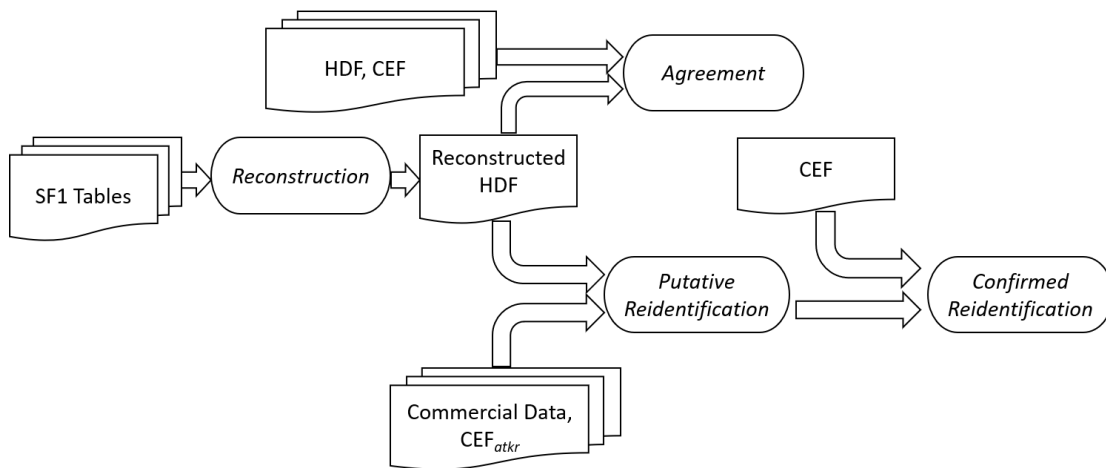 HDF, CEF
Agreement
SF1 Tables
Reconstruction
Reconstructed
HDF
CEF
Putative
Reidentification
Confirmed
Reidentification
Commercial Data,
CEFatkr